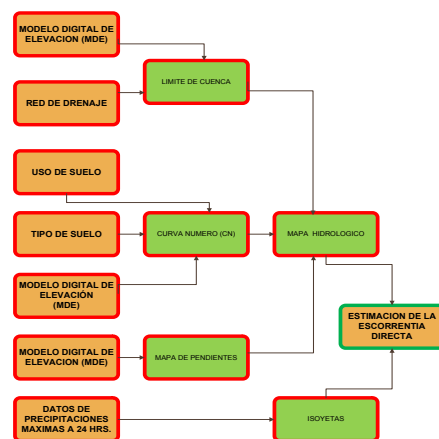 MODELO DIGITAL DE
ELEVACION (MDE)
LIMITE DE CUENCA
RED DE DRENAJE
USO DE SUELO
TIPO DE SUELO
CURVA NUMERO (CN)
MAPA HIDROLOGICO
MODELO DIGITAL DE
ELEVACIÓN
(MDE)
ESTIMACION DE LA
ESCORRENTIA
DIRECTA
MODELO DIGITAL DE
ELEVACION (MDE)
MAPA DE PENDIENTES
DATOS DE
PRECIPITACIONES
MAXIMAS A 24 HRS.
ISOYETAS